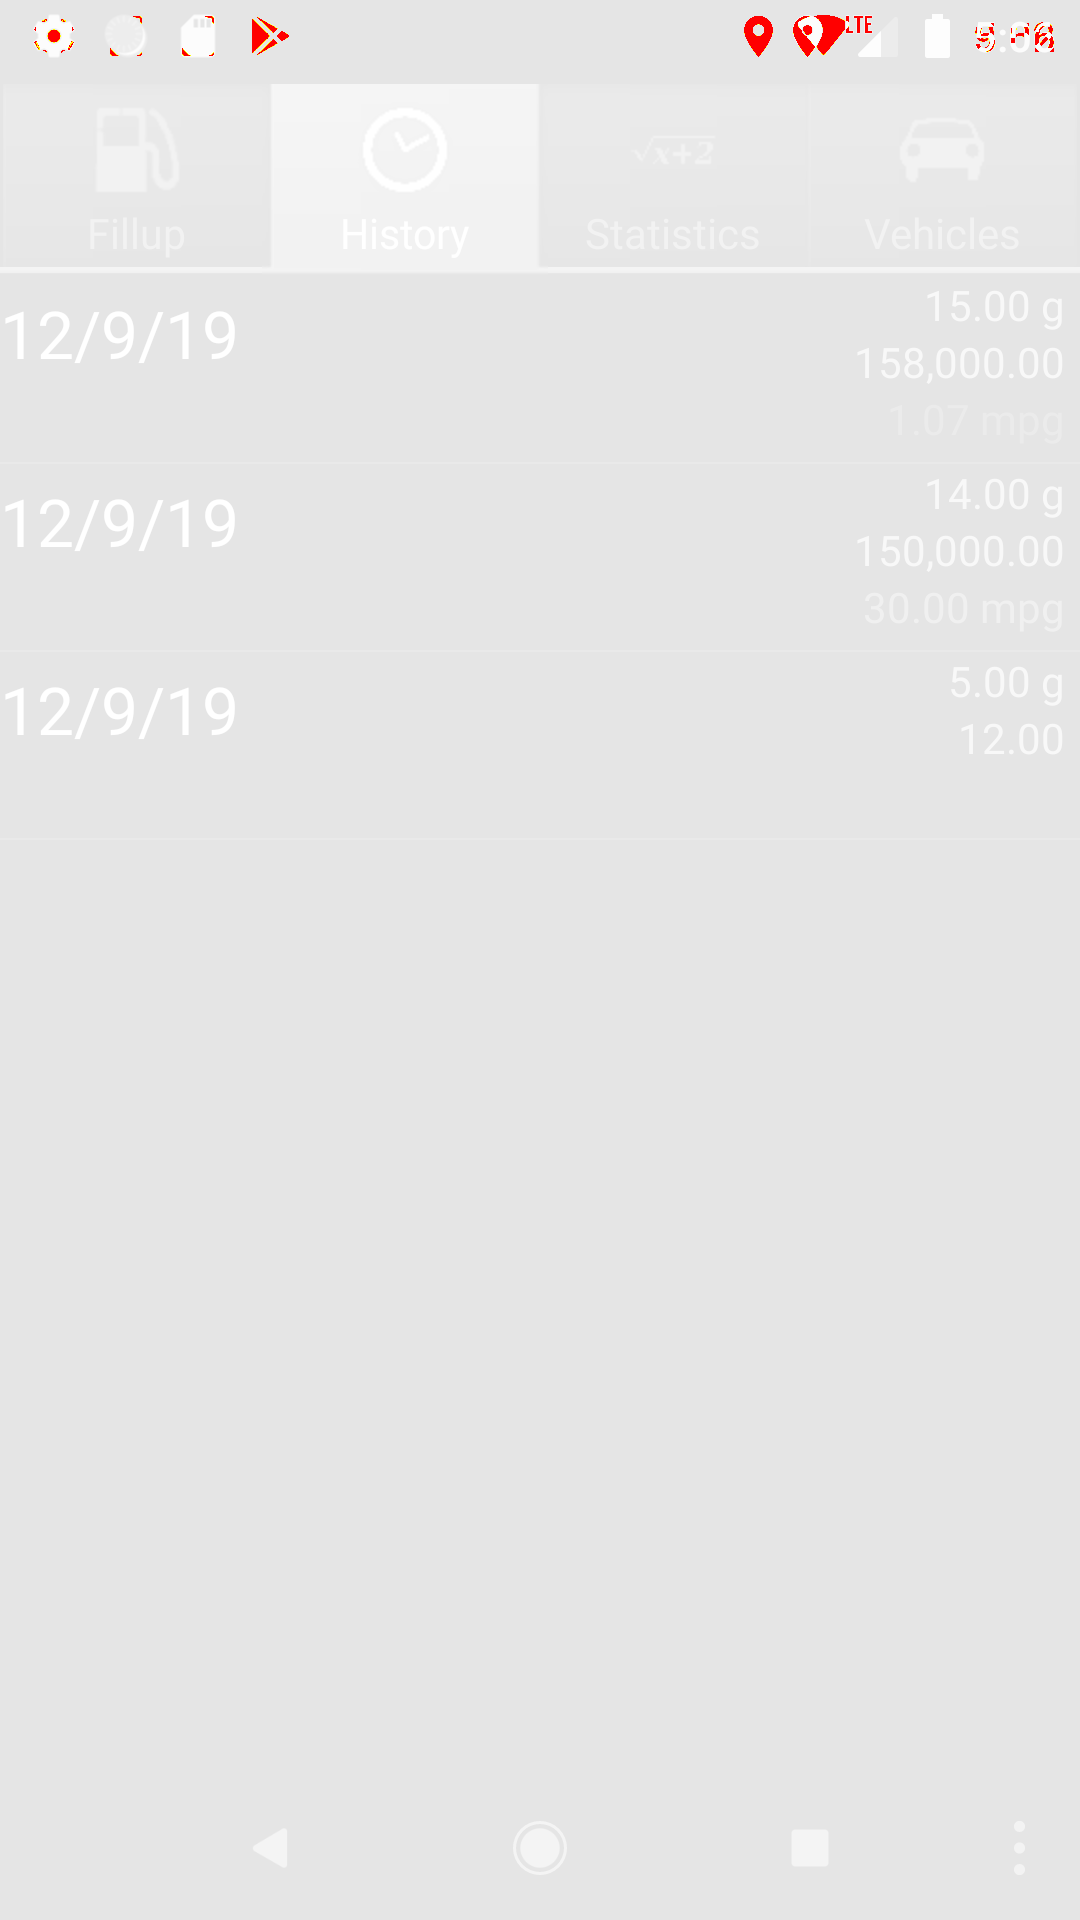 LTE
Fillup
History
√x+2
Statistics
Vehicles
12/9/19
15.00 g
158,000.00
1.07 mpg
12/9/19
14.00 g
150,000.00
30.00 mpg
12/9/19
5.00 g
12.00